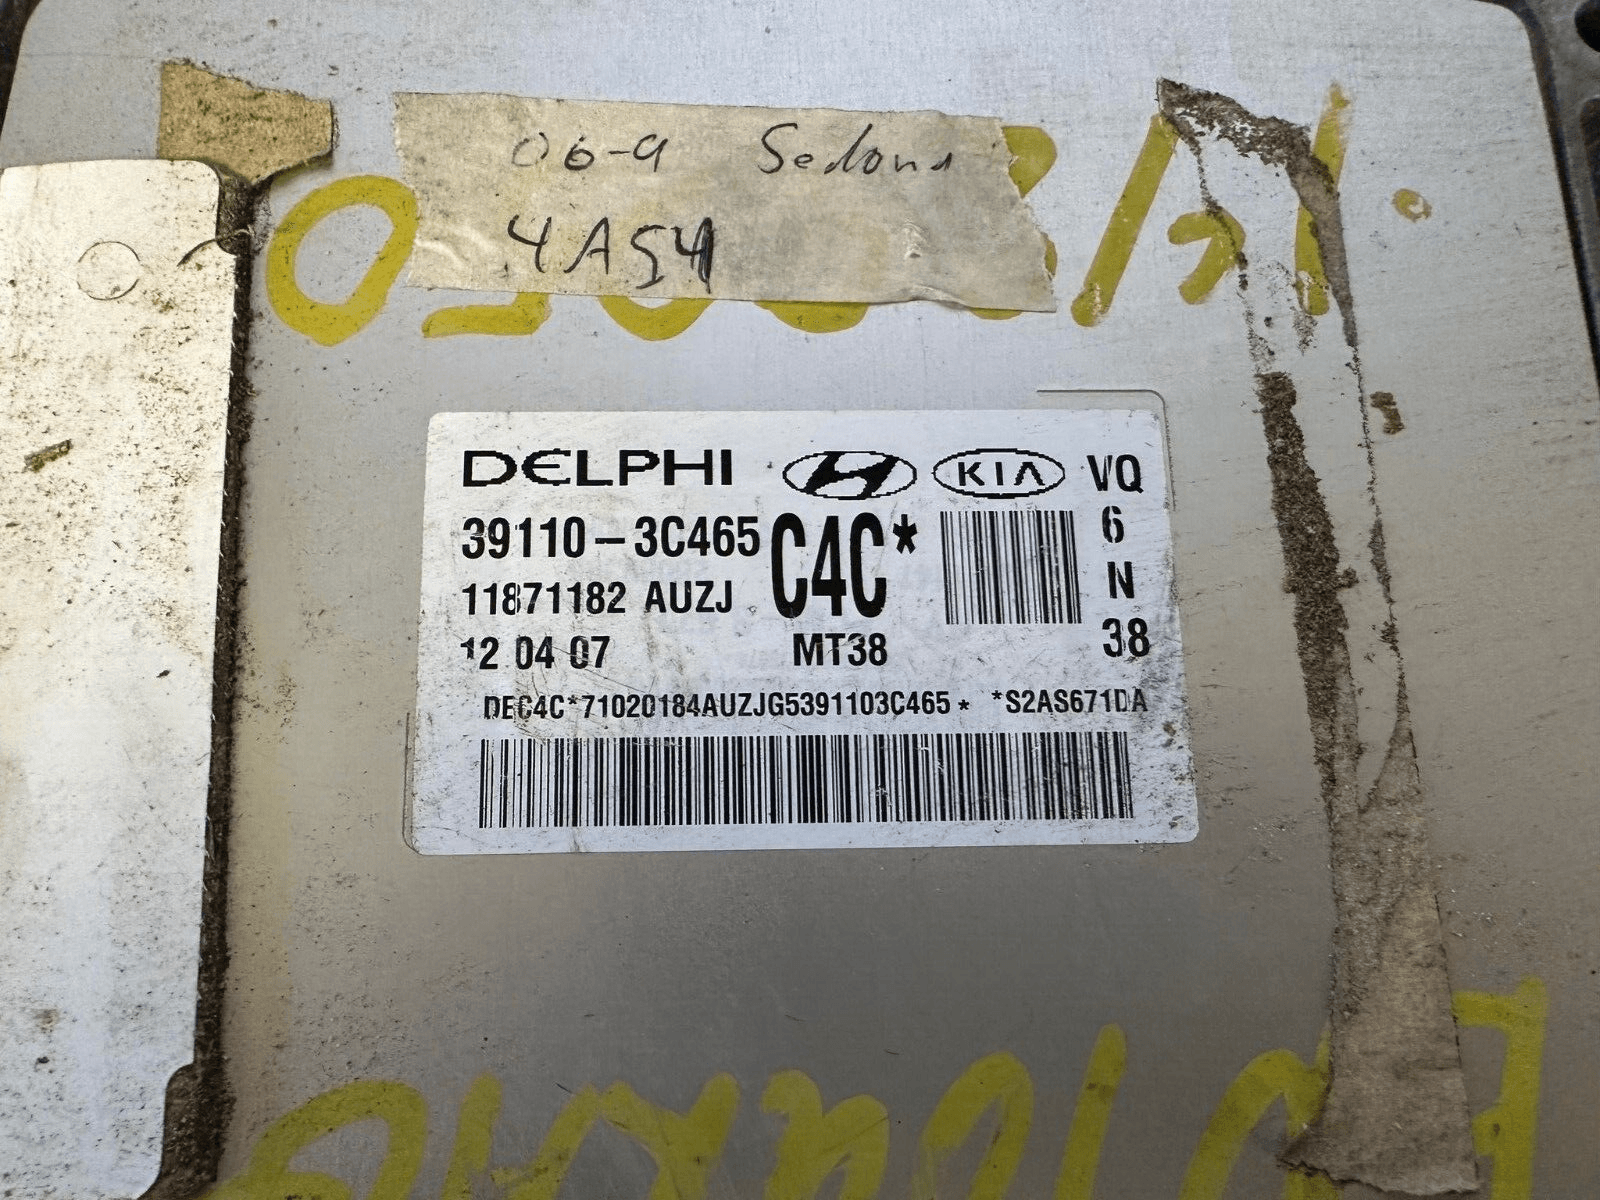 06-9 Sedona
4A54
DELPHI KIA VQ
39110-3C465 C4C* 6
11871182 AUZJ N
12 04 07 MT38 38
DEC4C*71020184AUZJG5391103C465* *S2AS671DA